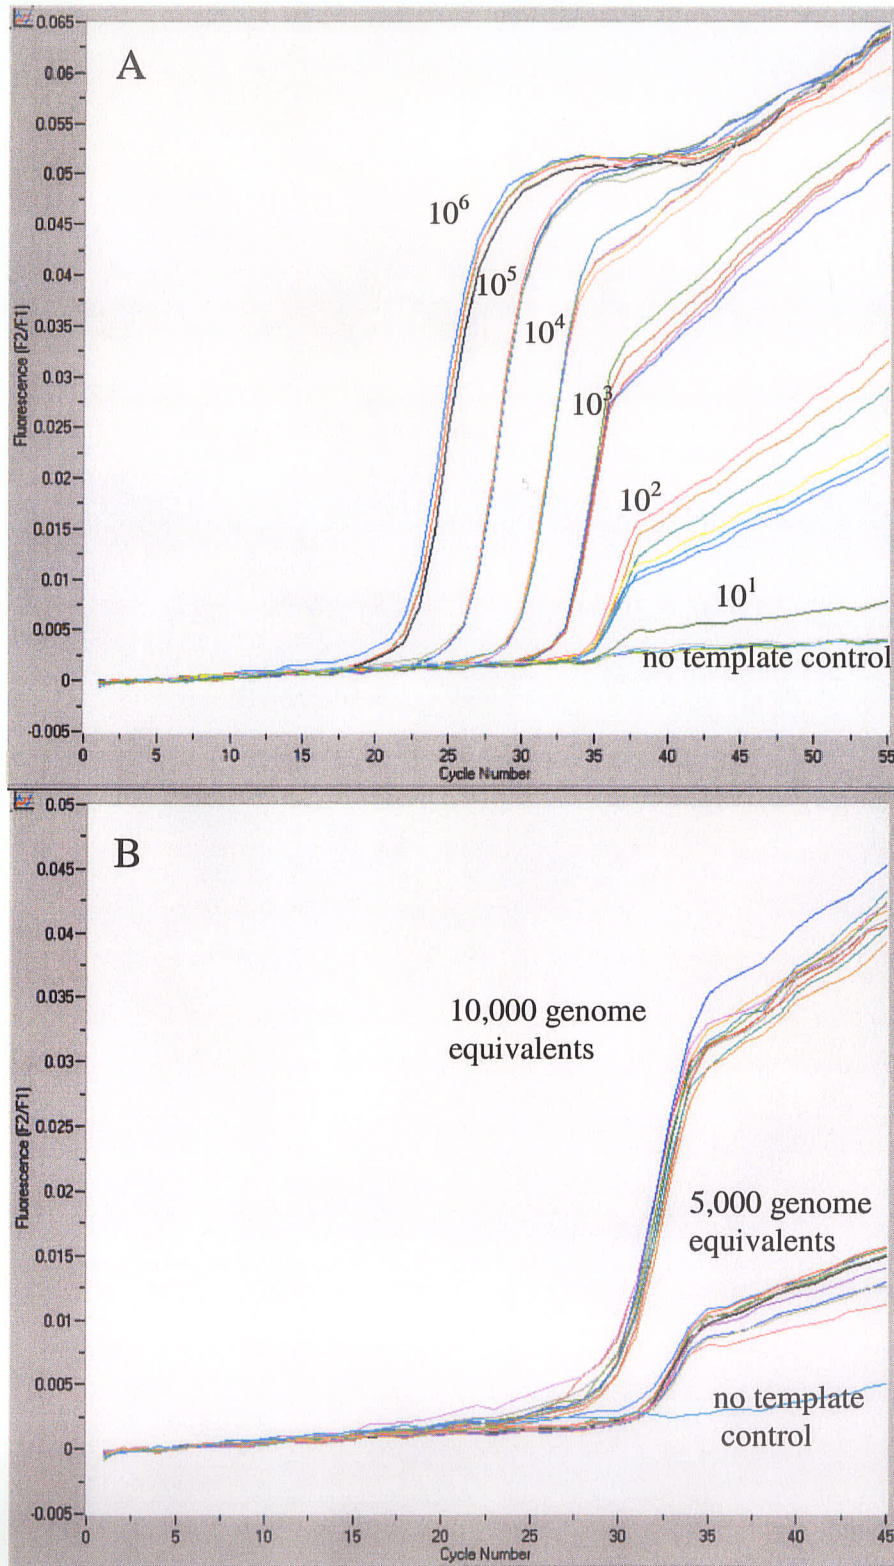 A
0.065
0.06
0.055
0.05
0.045
0.04
0.035
0.03
0.025
0.02
0.015
0.01
0.005
0
-0.005
Fluorescence (F2/F1)
10⁶
10⁵
10⁴
10³
10²
10¹
no template control
0 5 10 15 20 25 30 35 40 45 50 55
Cycle Number
B
0.05
0.045
0.04
0.035
0.03
0.025
0.02
0.015
0.01
0.005
0
-0.005
Fluorescence (F2/F1)
10,000 genome
equivalents
5,000 genome
equivalents
no template
control
0 5 10 15 20 25 30 35 40 45
Cycle Number